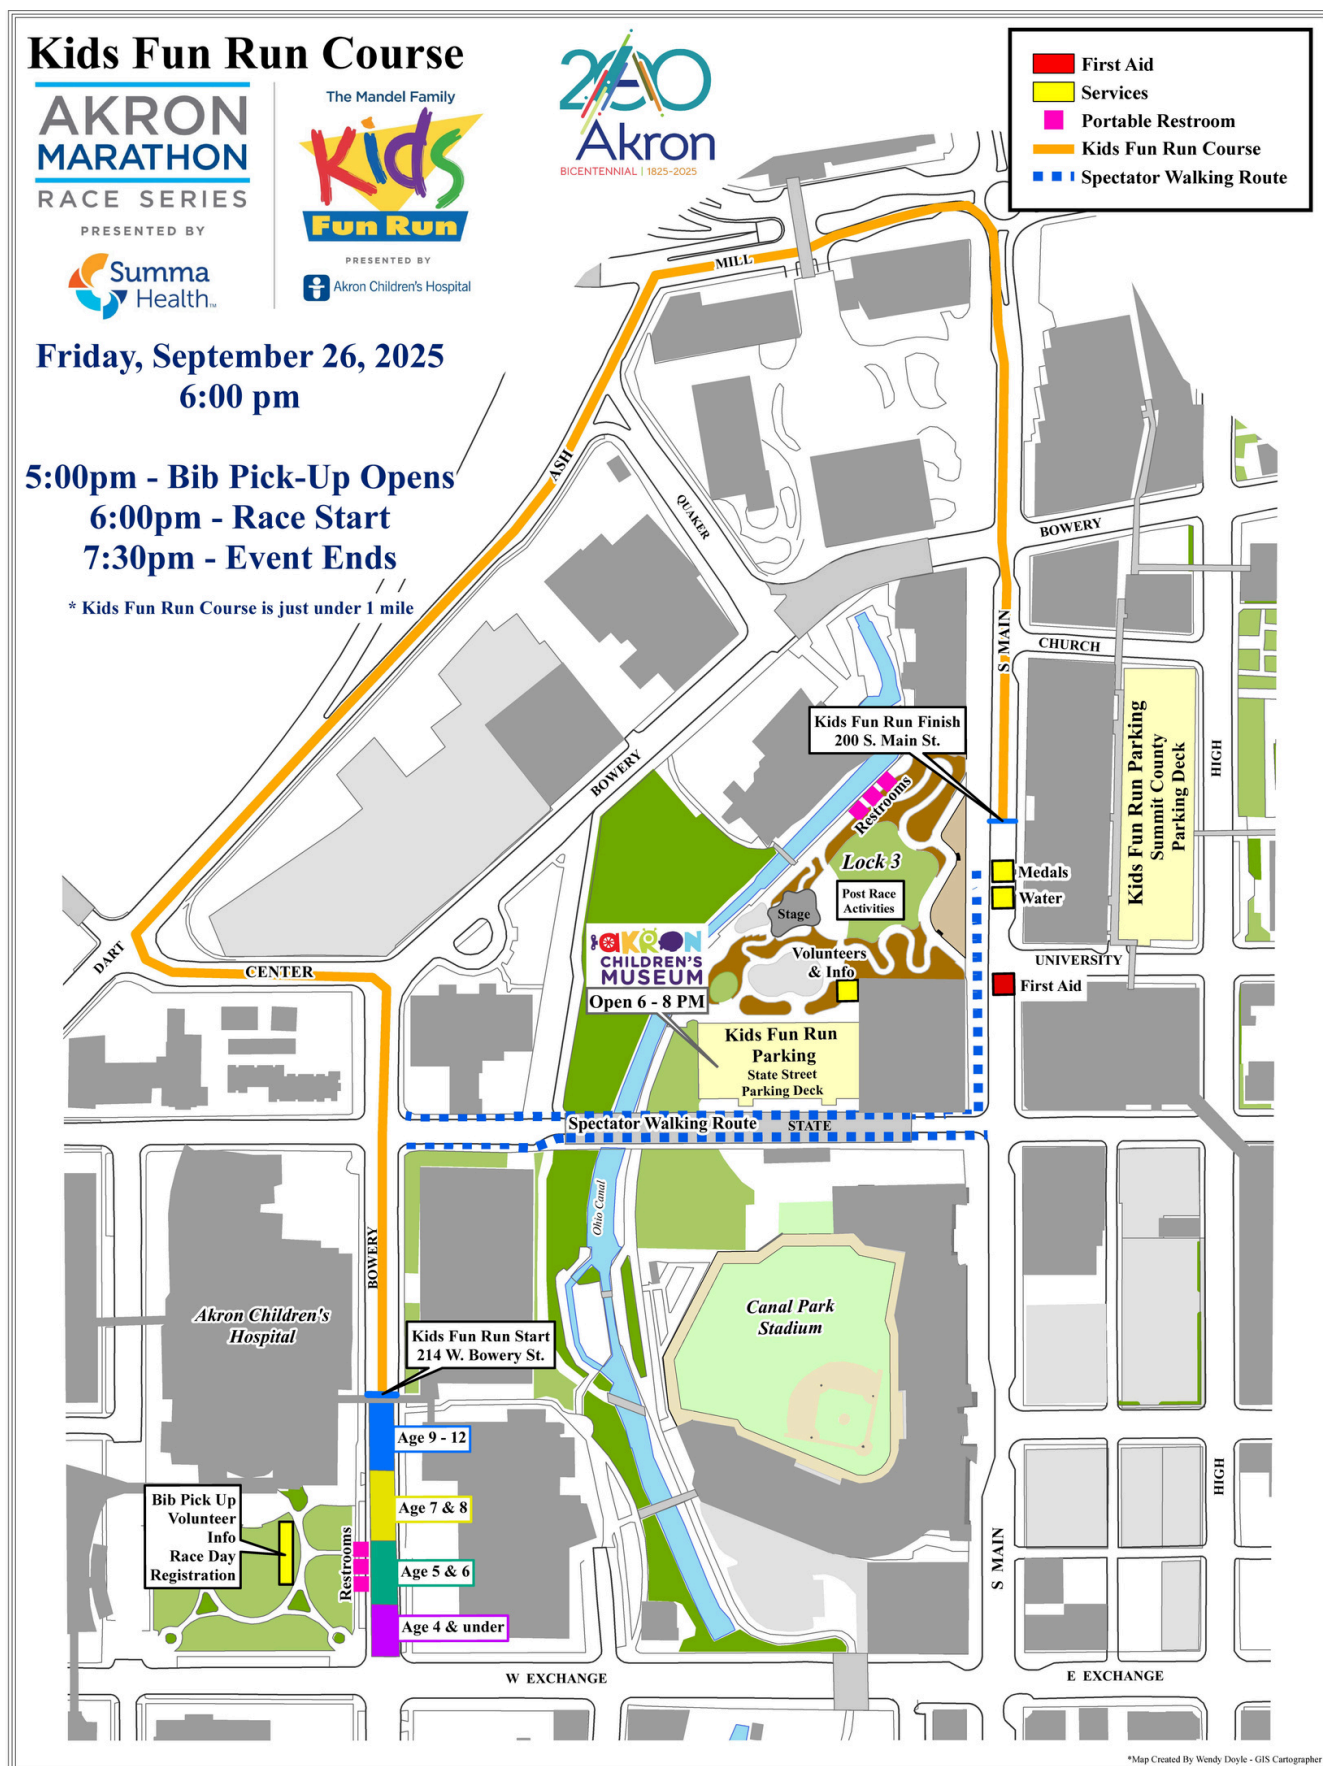 Kids Fun Run Course
AKRON
MARATHON
RACE SERIES
PRESENTED BY
Summa
Health™
The Mandel Family
Kids
Fun Run
PRESENTED BY
Akron Children's Hospital
200
Akron
BICENTENNIAL | 1825-2025
First Aid
Services
Portable Restroom
Kids Fun Run Course
Spectator Walking Route
Friday, September 26, 2025
6:00 pm
5:00pm - Bib Pick-Up Opens
6:00pm - Race Start
7:30pm - Event Ends
* Kids Fun Run Course is just under 1 mile
MILL
ASH
QUAKER
BOWERY
CHURCH
S MAIN
BOWERY
HIGH
Kids Fun Run Finish
200 S. Main St.
Kids Fun Run Parking
Summit County
Parking Deck
Restrooms
Lock 3
Post Race
Activities
Stage
Medals
Water
AKRON
CHILDREN'S
MUSEUM
Open 6 - 8 PM
Volunteers
& Info
UNIVERSITY
First Aid
DART
CENTER
Kids Fun Run
Parking
State Street
Parking Deck
Spectator Walking Route
STATE
Ohio Canal
BOWERY
Akron Children's
Hospital
Canal Park
Stadium
Kids Fun Run Start
214 W. Bowery St.
Age 9 - 12
Age 7 & 8
Age 5 & 6
Age 4 & under
Bib Pick Up
Volunteer
Info
Race Day
Registration
Restrooms
HIGH
S MAIN
W EXCHANGE
E EXCHANGE
*Map Created By Wendy Doyle - GIS Cartographer